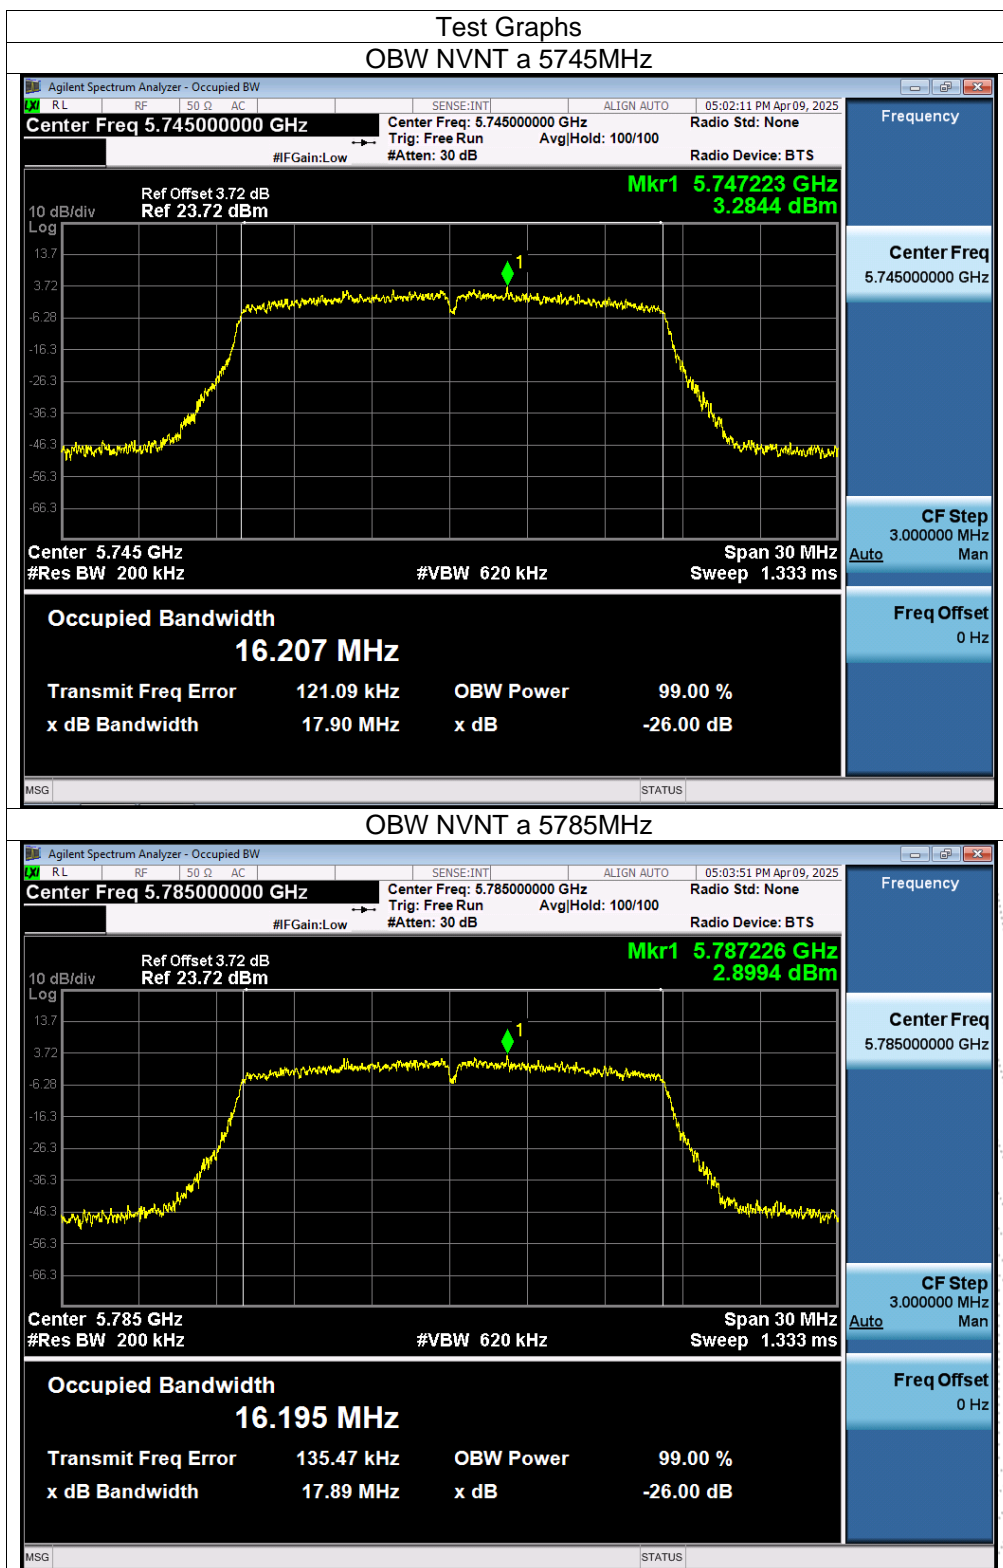 Test Graphs
OBW NVNT a 5745MHz
Agilent Spectrum Analyzer - Occupied BW
LXI RL RF 50 Ω AC SENSE:INT ALIGN AUTO 05:02:11 PM Apr 09, 2025
Center Freq 5.745000000 GHz
Center Freq: 5.745000000 GHz Radio Std: None
Trig: Free Run Avg|Hold: 100/100
#IFGain:Low #Atten: 30 dB Radio Device: BTS
Frequency
Mkr1 5.747223 GHz
3.2844 dBm
Ref Offset 3.72 dB
10 dB/div Ref 23.72 dBm
Log
13.7
1
3.72
-6.28
-16.3
-26.3
-36.3
-46.3
-56.3
-66.3
Center 5.745 GHz Span 30 MHz
#Res BW 200 kHz #VBW 620 kHz Sweep 1.333 ms
Center Freq
5.745000000 GHz
CF Step
3.000000 MHz
Auto Man
Freq Offset
0 Hz
Occupied Bandwidth
16.207 MHz
Transmit Freq Error 121.09 kHz OBW Power 99.00 %
x dB Bandwidth 17.90 MHz x dB -26.00 dB
MSG STATUS
OBW NVNT a 5785MHz
Agilent Spectrum Analyzer - Occupied BW
LXI RL RF 50 Ω AC SENSE:INT ALIGN AUTO 05:03:51 PM Apr 09, 2025
Center Freq 5.785000000 GHz
Center Freq: 5.785000000 GHz Radio Std: None
Trig: Free Run Avg|Hold: 100/100
#IFGain:Low #Atten: 30 dB Radio Device: BTS
Frequency
Mkr1 5.787226 GHz
2.8994 dBm
Ref Offset 3.72 dB
10 dB/div Ref 23.72 dBm
Log
13.7
1
3.72
-6.28
-16.3
-26.3
-36.3
-46.3
-56.3
-66.3
Center 5.785 GHz Span 30 MHz
#Res BW 200 kHz #VBW 620 kHz Sweep 1.333 ms
Center Freq
5.785000000 GHz
CF Step
3.000000 MHz
Auto Man
Freq Offset
0 Hz
Occupied Bandwidth
16.195 MHz
Transmit Freq Error 135.47 kHz OBW Power 99.00 %
x dB Bandwidth 17.89 MHz x dB -26.00 dB
MSG STATUS